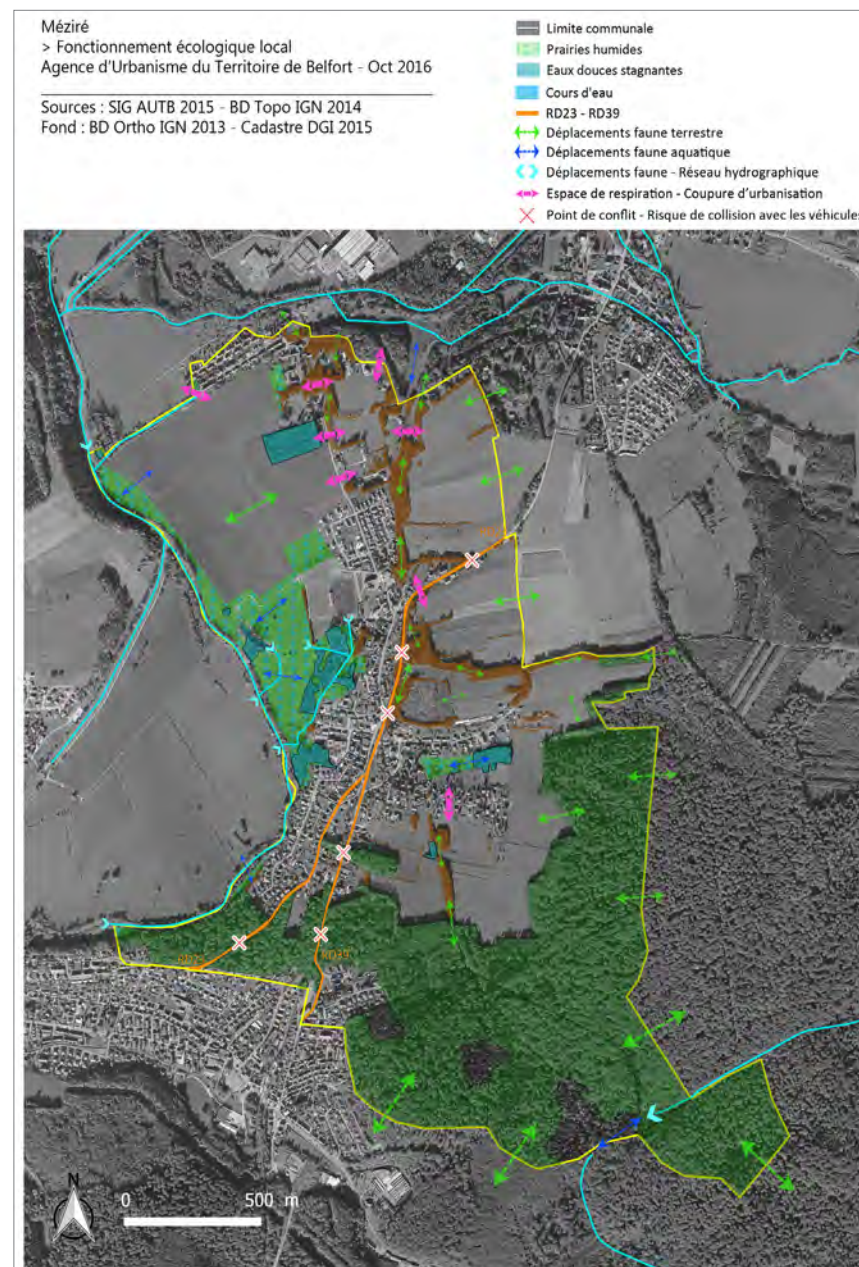 Méziré
> Fonctionnement écologique local
Agence d'Urbanisme du Territoire de Belfort - Oct 2016
Sources : SIG AUTB 2015 - BD Topo IGN 2014
Fond : BD Ortho IGN 2013 - Cadastre DGI 2015
Limite communale
Prairies humides
Eaux douces stagnantes
Cours d'eau
RD23 - RD39
Déplacements faune terrestre
Déplacements faune aquatique
Déplacements faune - Réseau hydrographique
Espace de respiration - Coupure d'urbanisation
Point de conflit - Risque de collision avec les véhicules
RD23
RD39
N
0 500 m